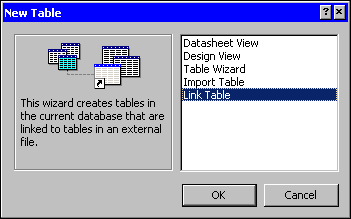 New Table
Datasheet View
Design View
Table Wizard
Import Table
Link Table
This wizard creates tables in
the current database that are
linked to tables in an external
file.
OK
Cancel